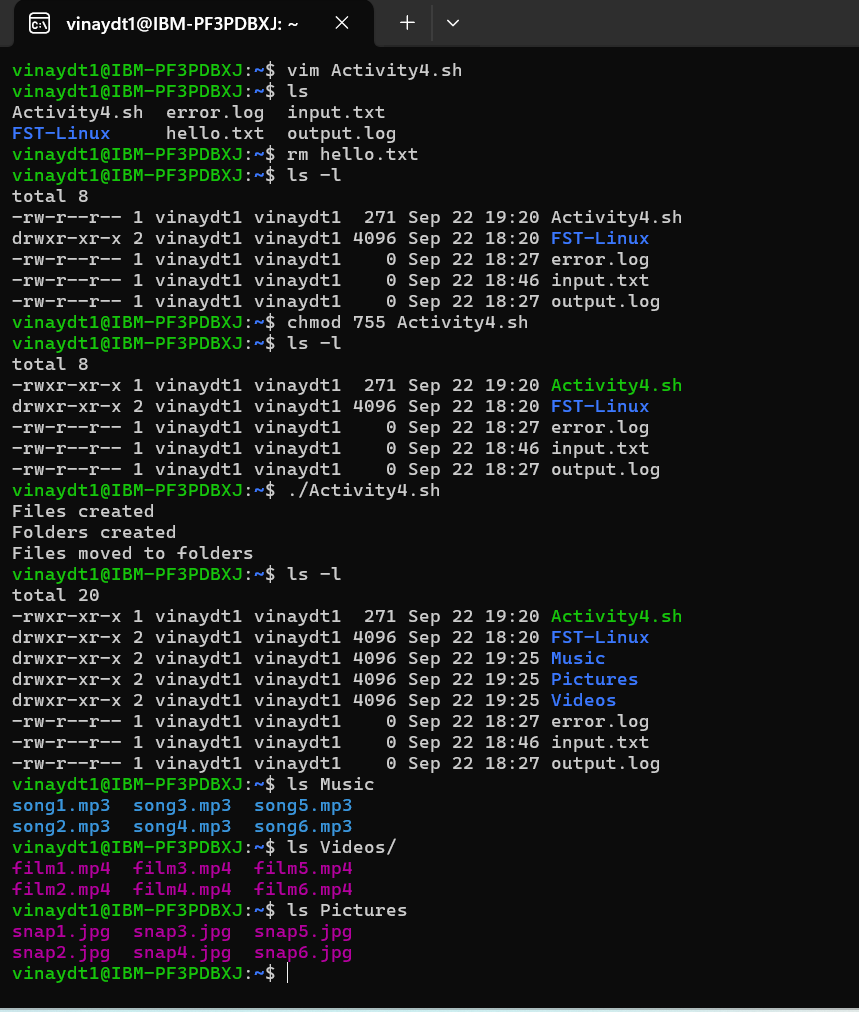 vinaydt1@IBM-PF3PDBXJ: ~
vinaydt1@IBM-PF3PDBXJ:~$ vim Activity4.sh
vinaydt1@IBM-PF3PDBXJ:~$ ls
Activity4.sh  error.log  input.txt
FST-Linux     hello.txt  output.log
vinaydt1@IBM-PF3PDBXJ:~$ rm hello.txt
vinaydt1@IBM-PF3PDBXJ:~$ ls -l
total 8
-rw-r--r-- 1 vinaydt1 vinaydt1  271 Sep 22 19:20 Activity4.sh
drwxr-xr-x 2 vinaydt1 vinaydt1 4096 Sep 22 18:20 FST-Linux
-rw-r--r-- 1 vinaydt1 vinaydt1    0 Sep 22 18:27 error.log
-rw-r--r-- 1 vinaydt1 vinaydt1    0 Sep 22 18:46 input.txt
-rw-r--r-- 1 vinaydt1 vinaydt1    0 Sep 22 18:27 output.log
vinaydt1@IBM-PF3PDBXJ:~$ chmod 755 Activity4.sh
vinaydt1@IBM-PF3PDBXJ:~$ ls -l
total 8
-rwxr-xr-x 1 vinaydt1 vinaydt1  271 Sep 22 19:20 Activity4.sh
drwxr-xr-x 2 vinaydt1 vinaydt1 4096 Sep 22 18:20 FST-Linux
-rw-r--r-- 1 vinaydt1 vinaydt1    0 Sep 22 18:27 error.log
-rw-r--r-- 1 vinaydt1 vinaydt1    0 Sep 22 18:46 input.txt
-rw-r--r-- 1 vinaydt1 vinaydt1    0 Sep 22 18:27 output.log
vinaydt1@IBM-PF3PDBXJ:~$ ./Activity4.sh
Files created
Folders created
Files moved to folders
vinaydt1@IBM-PF3PDBXJ:~$ ls -l
total 20
-rwxr-xr-x 1 vinaydt1 vinaydt1  271 Sep 22 19:20 Activity4.sh
drwxr-xr-x 2 vinaydt1 vinaydt1 4096 Sep 22 18:20 FST-Linux
drwxr-xr-x 2 vinaydt1 vinaydt1 4096 Sep 22 19:25 Music
drwxr-xr-x 2 vinaydt1 vinaydt1 4096 Sep 22 19:25 Pictures
drwxr-xr-x 2 vinaydt1 vinaydt1 4096 Sep 22 19:25 Videos
-rw-r--r-- 1 vinaydt1 vinaydt1    0 Sep 22 18:27 error.log
-rw-r--r-- 1 vinaydt1 vinaydt1    0 Sep 22 18:46 input.txt
-rw-r--r-- 1 vinaydt1 vinaydt1    0 Sep 22 18:27 output.log
vinaydt1@IBM-PF3PDBXJ:~$ ls Music
song1.mp3  song3.mp3  song5.mp3
song2.mp3  song4.mp3  song6.mp3
vinaydt1@IBM-PF3PDBXJ:~$ ls Videos/
film1.mp4  film3.mp4  film5.mp4
film2.mp4  film4.mp4  film6.mp4
vinaydt1@IBM-PF3PDBXJ:~$ ls Pictures
snap1.jpg  snap3.jpg  snap5.jpg
snap2.jpg  snap4.jpg  snap6.jpg
vinaydt1@IBM-PF3PDBXJ:~$